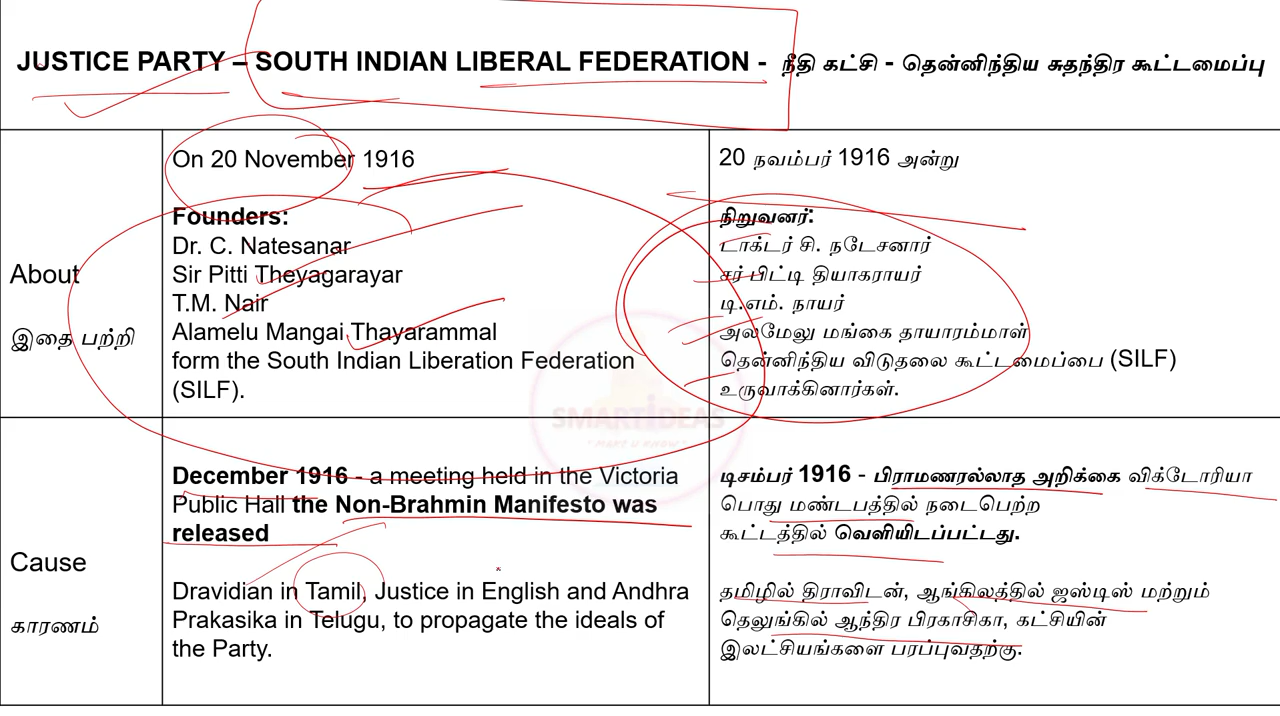 JUSTICE PARTY – SOUTH INDIAN LIBERAL FEDERATION - நீதி கட்சி - தென்னிந்திய சுதந்திர கூட்டமைப்பு
About
இதை பற்றி
On 20 November 1916
Founders:
Dr. C. Natesanar
Sir Pitti Theyagarayar
T.M. Nair
Alamelu Mangai Thayarammal
form the South Indian Liberation Federation
(SILF).
20 நவம்பர் 1916 அன்று
நிறுவனர்:
டாக்டர் சி. நடேசனார்
சர் பிட்டி தியாகராயர்
டி.எம். நாயர்
அலமேலு மங்கை தாயாரம்மாள்
தென்னிந்திய விடுதலை கூட்டமைப்பை (SILF)
உருவாக்கினார்கள்.
SMARTIDEAS
"MAKE U KNOW"
Cause
காரணம்
December 1916 - a meeting held in the Victoria
Public Hall the Non-Brahmin Manifesto was
released
Dravidian in Tamil, Justice in English and Andhra
Prakasika in Telugu, to propagate the ideals of
the Party.
டிசம்பர் 1916 - பிராமணரல்லாத அறிக்கை விக்டோரியா
பொது மண்டபத்தில் நடைபெற்ற
கூட்டத்தில் வெளியிடப்பட்டது.
தமிழில் திராவிடன், ஆங்கிலத்தில் ஜஸ்டிஸ் மற்றும்
தெலுங்கில் ஆந்திர பிரகாசிகா, கட்சியின்
இலட்சியங்களை பரப்புவதற்கு.